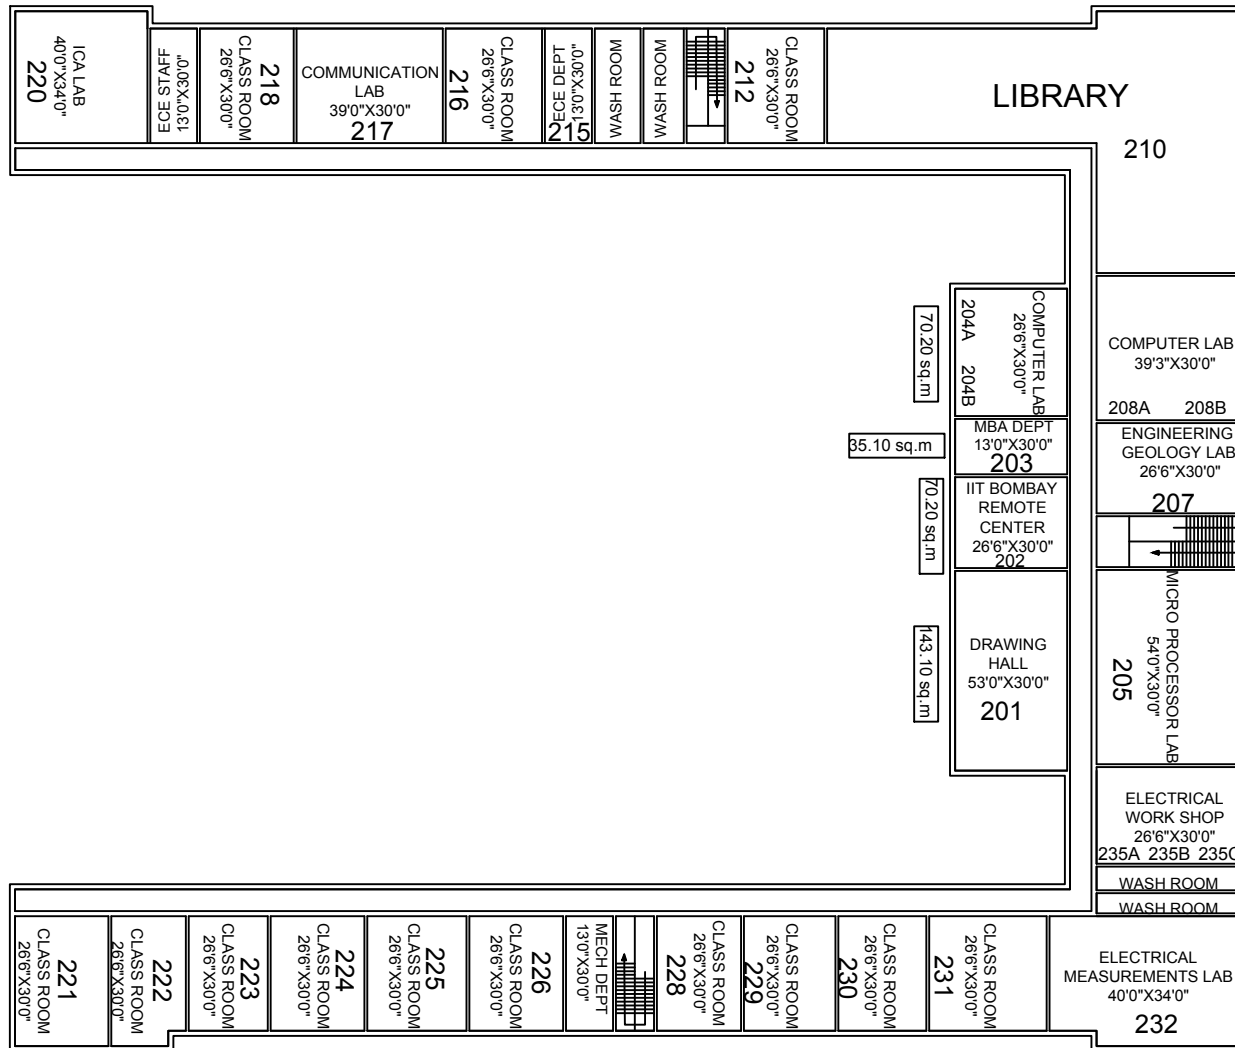 ICA LAB
40'0"X34'0"
220
ECE STAFF
13'0"X30'0"
CLASS ROOM
26'6"X30'0"
218
COMMUNICATION
LAB
39'0"X30'0"
217
CLASS ROOM
26'6"X30'0"
216
ECE DEPT
13'0"X30'0"
215
WASH ROOM
WASH ROOM
CLASS ROOM
26'6"X30'0"
212
LIBRARY
210
COMPUTER LAB
26'6"X30'0"
204A 204B
70.20 sq.m
COMPUTER LAB
39'3"X30'0"
208A 208B
MBA DEPT
13'0"X30'0"
203
35.10 sq.m
ENGINEERING
GEOLOGY LAB
26'6"X30'0"
207
IIT BOMBAY
REMOTE
CENTER
26'6"X30'0"
202
70.20 sq.m
DRAWING
HALL
53'0"X30'0"
201
143.10 sq.m
MICRO PROCESSOR LAB
54'0"X30'0"
205
ELECTRICAL
WORK SHOP
26'6"X30'0"
235A 235B 235C
WASH ROOM
WASH ROOM
CLASS ROOM
26'6"X30'0"
221
CLASS ROOM
26'6"X30'0"
222
CLASS ROOM
26'6"X30'0"
223
CLASS ROOM
26'6"X30'0"
224
CLASS ROOM
26'6"X30'0"
225
CLASS ROOM
26'6"X30'0"
226
MECH DEPT
13'0"X30'0"
CLASS ROOM
26'6"X30'0"
228
CLASS ROOM
26'6"X30'0"
229
CLASS ROOM
26'6"X30'0"
230
CLASS ROOM
26'6"X30'0"
231
ELECTRICAL
MEASUREMENTS LAB
40'0"X34'0"
232